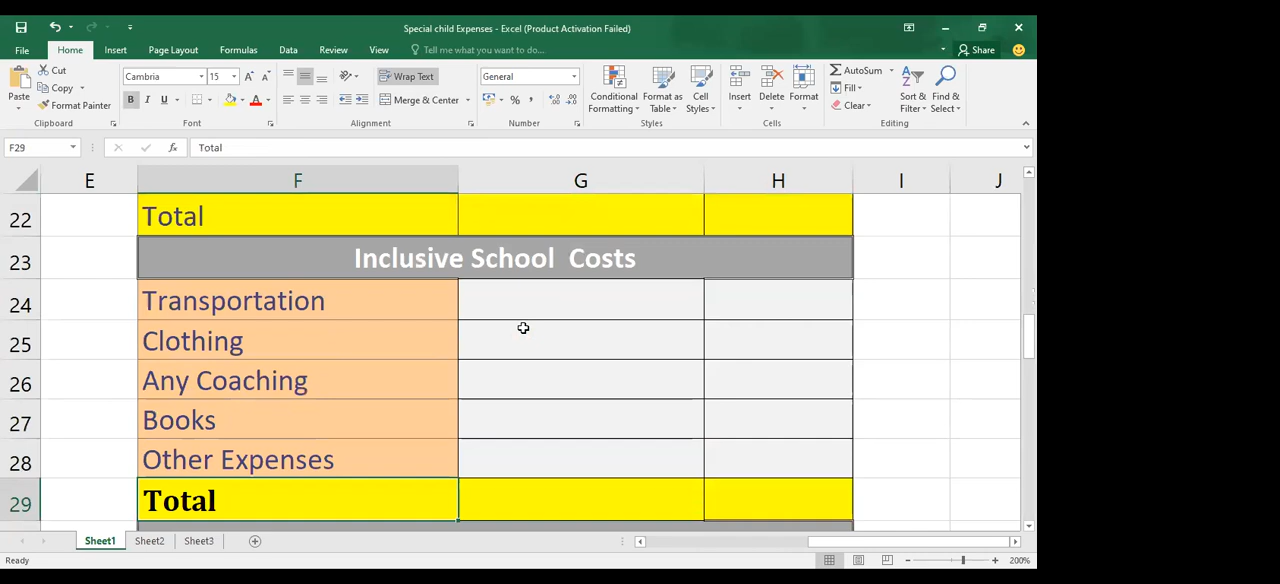 Special child Expenses - Excel (Product Activation Failed)
File Home Insert Page Layout Formulas Data Review View Tell me what you want to do... Share
Cut
Copy
Format Painter
Paste
Clipboard
Cambria 15
B I U
Font
Wrap Text
Merge & Center
Alignment
General
Number
Conditional Formatting
Format as Table
Cell Styles
Styles
Insert Delete Format
Cells
AutoSum
Fill
Clear
Sort & Filter
Find & Select
Editing
F29 fx Total
E F G H I J
22 Total
23 Inclusive School Costs
24 Transportation
25 Clothing
26 Any Coaching
27 Books
28 Other Expenses
29 Total
Sheet1 Sheet2 Sheet3
Ready 200%